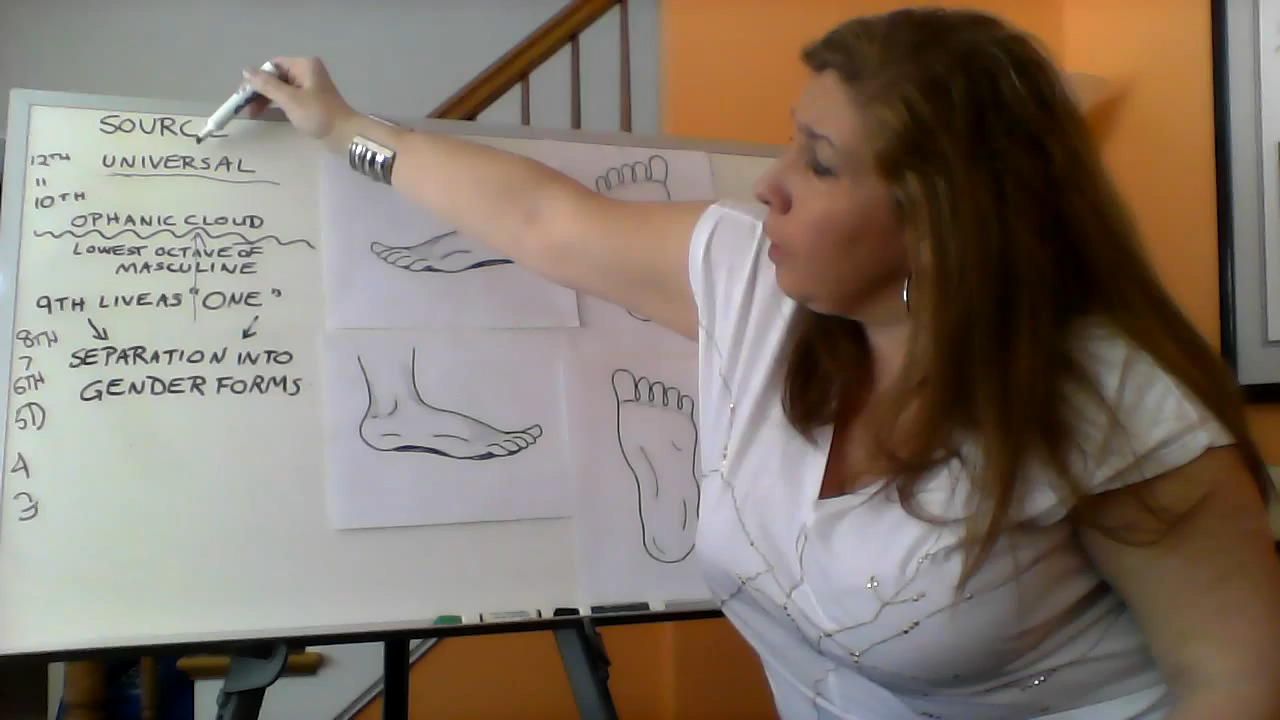 SOURCE
12TH UNIVERSAL
"
10TH
OPHANIC CLOUD
LOWEST OCTAVE OF
MASCULINE
9TH LIVE AS "ONE"
8TH
7 SEPARATION INTO
6TH GENDER FORMS
5D
4
3